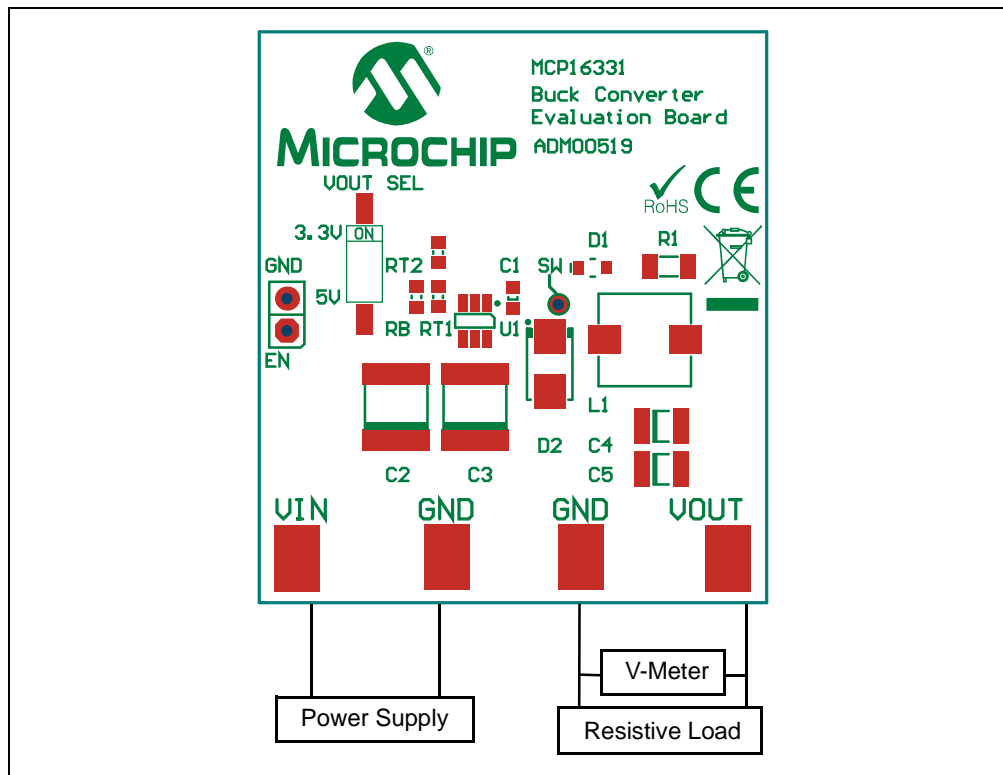 MICROCHIP
®
MCP16331
Buck Converter
Evaluation Board
ADM00519
VOUT SEL
RoHS
CE
3.3V
ON
5V
GND
EN
RT2
RB
RT1
C1
U1
SW
D1
R1
L1
D2
C4
C5
C2
C3
VIN
GND
GND
VOUT
Power Supply
V-Meter
Resistive Load